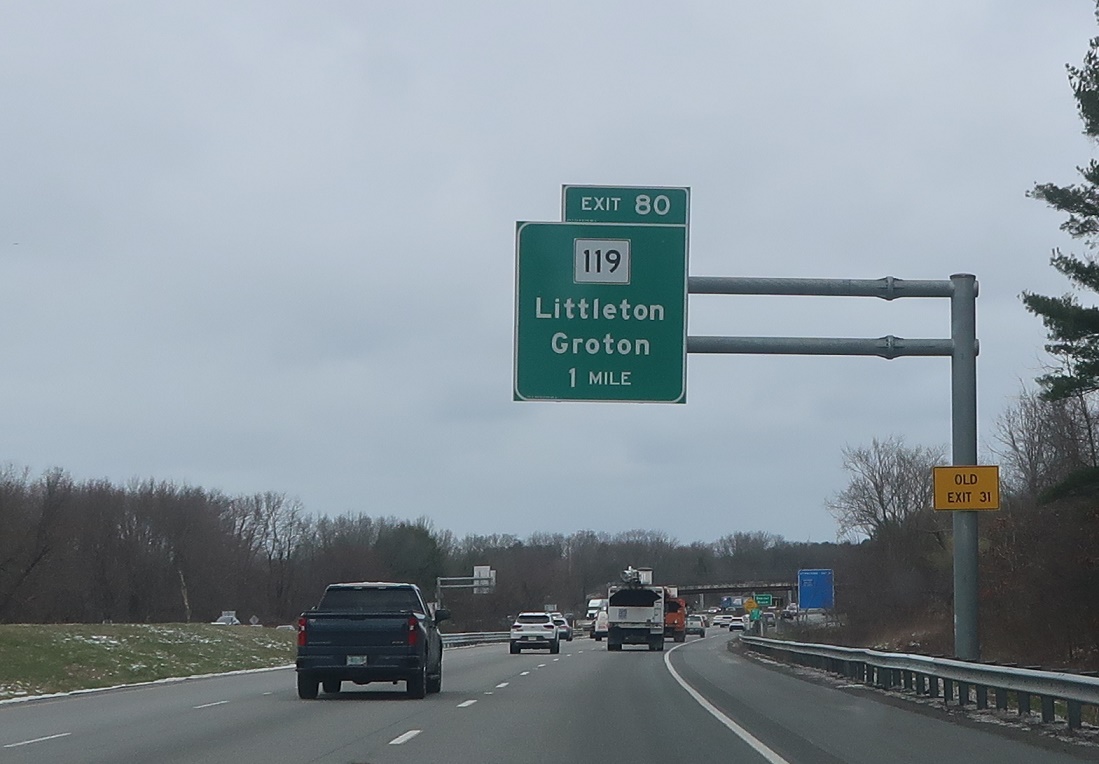 EXIT 80
119
Littleton
Groton
1 MILE
OLD
EXIT 31